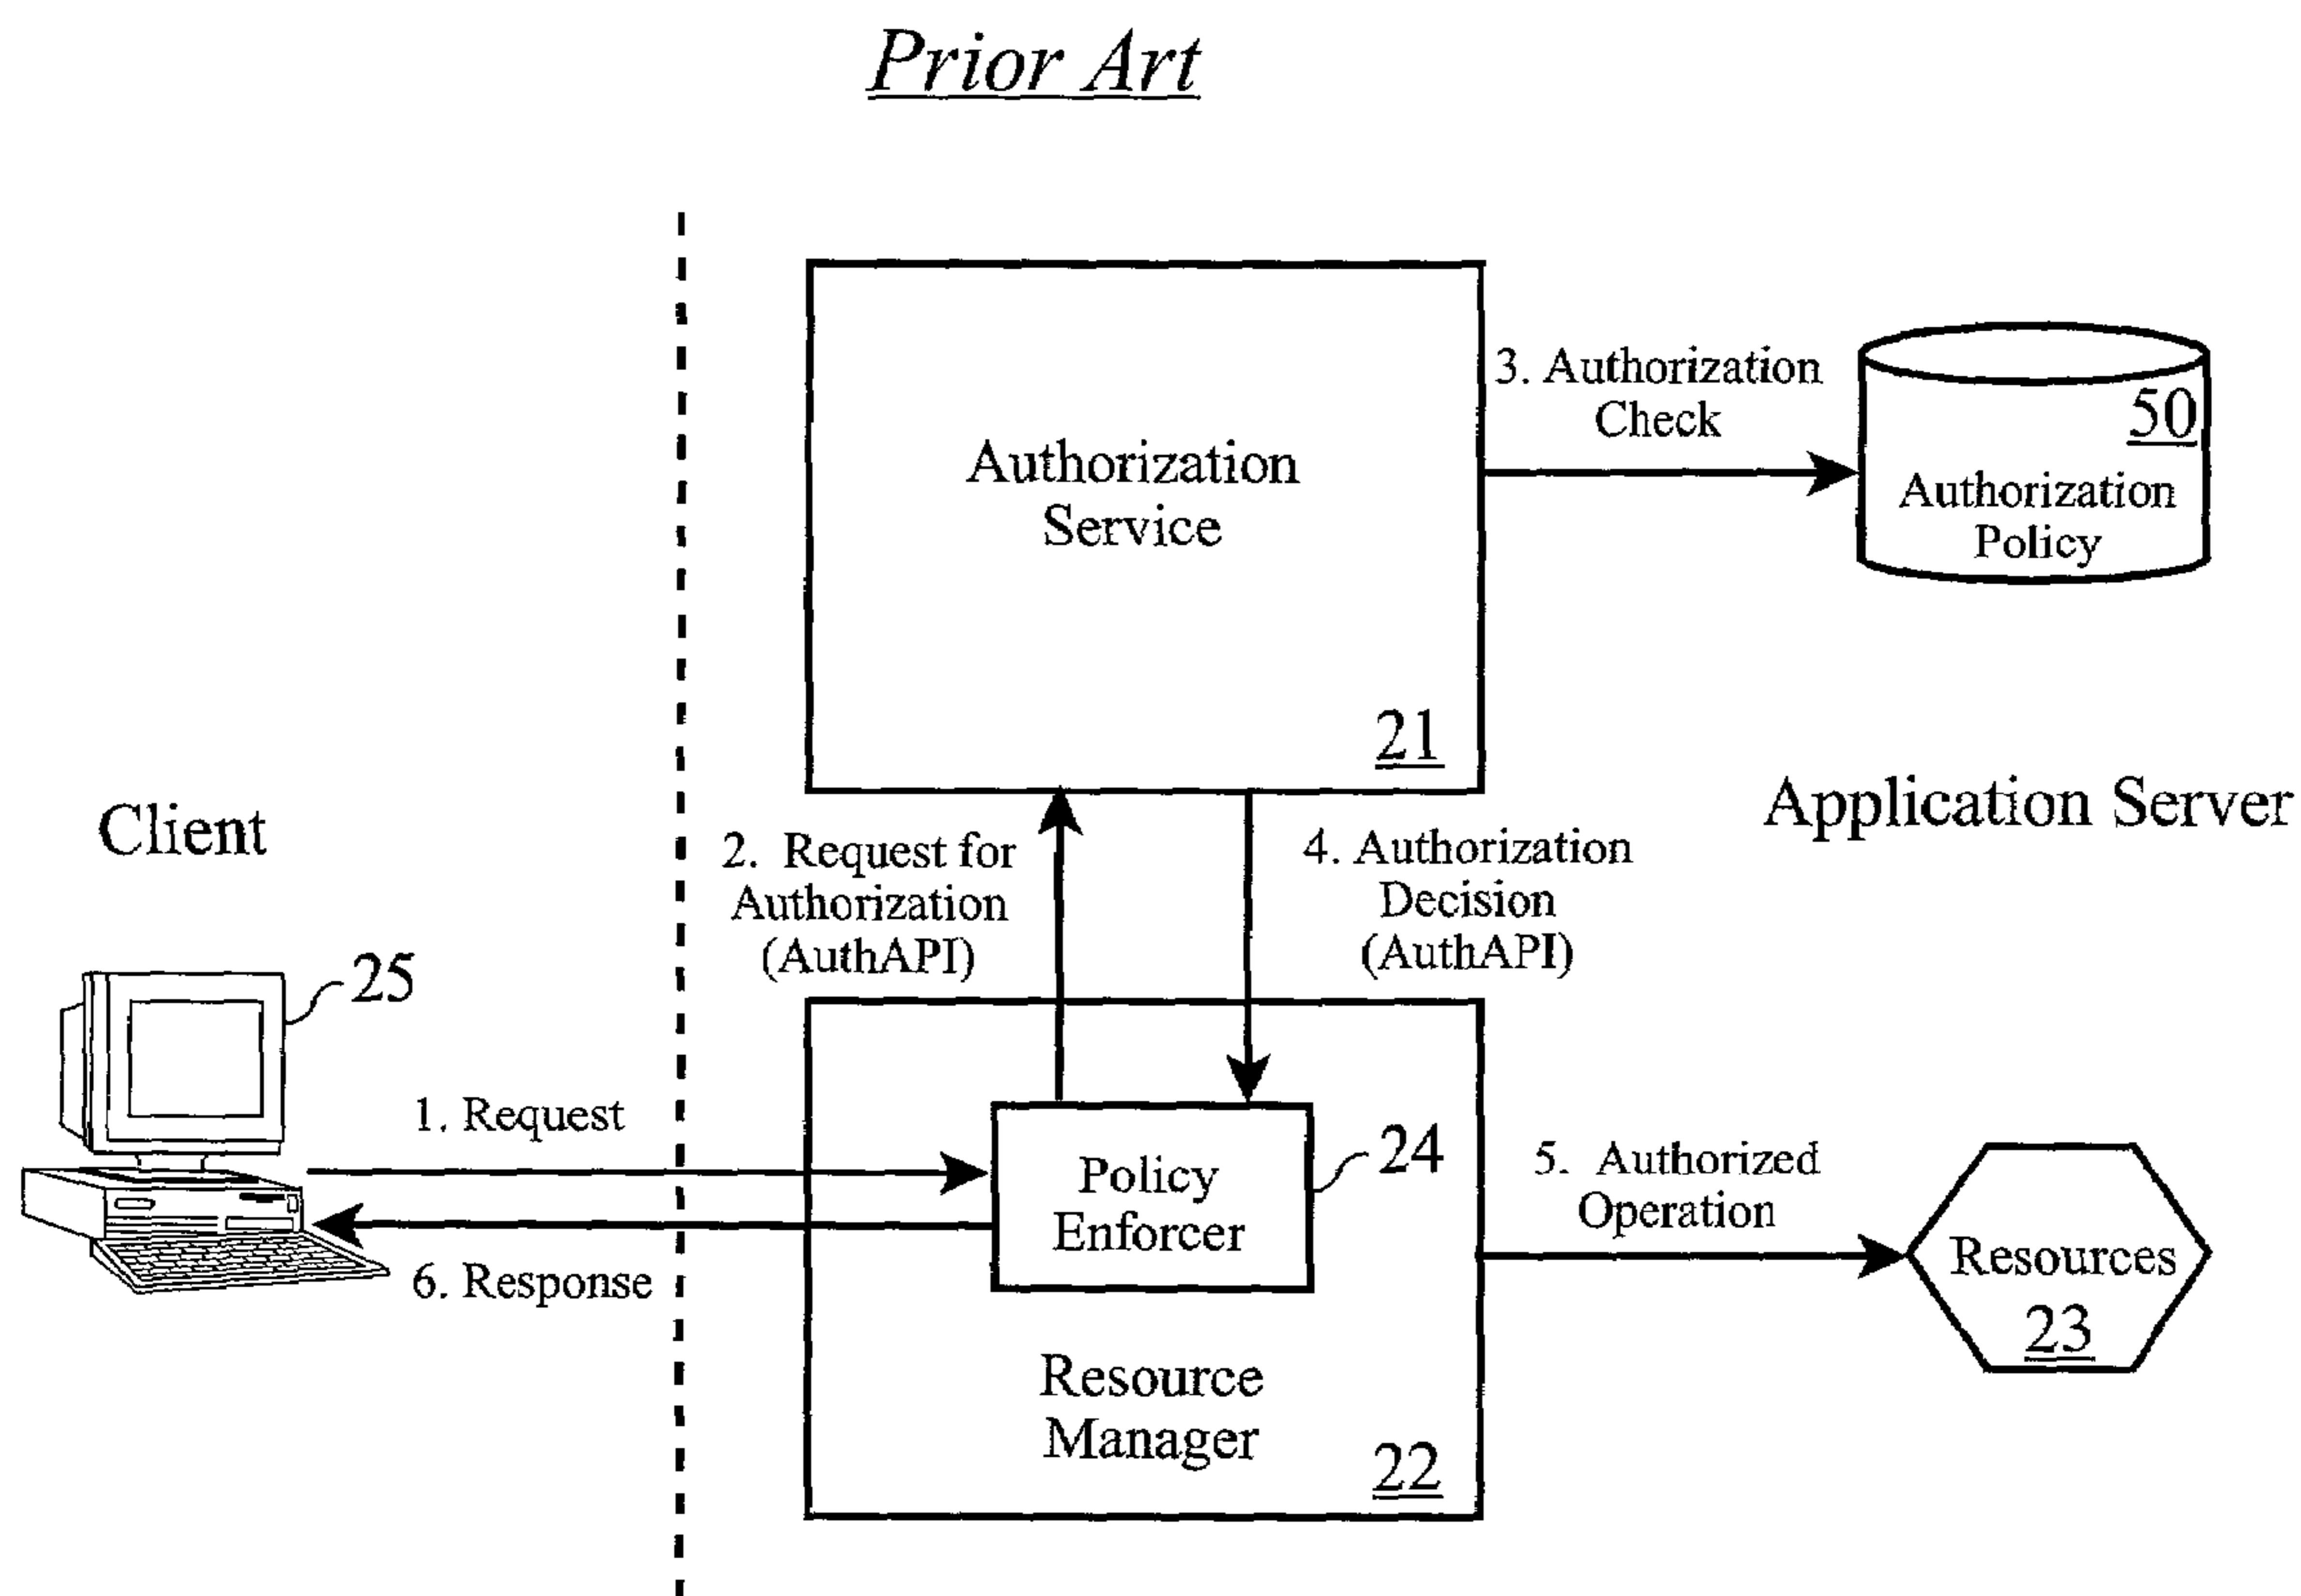 Prior Art
Authorization
Service
21
3. Authorization
Check
50
Authorization
Policy
Client
Application Server
2. Request for
Authorization
(AuthAPI)
4. Authorization
Decision
(AuthAPI)
25
1. Request
6. Response
Policy
Enforcer
24
Resource
Manager
22
5. Authorized
Operation
Resources
23